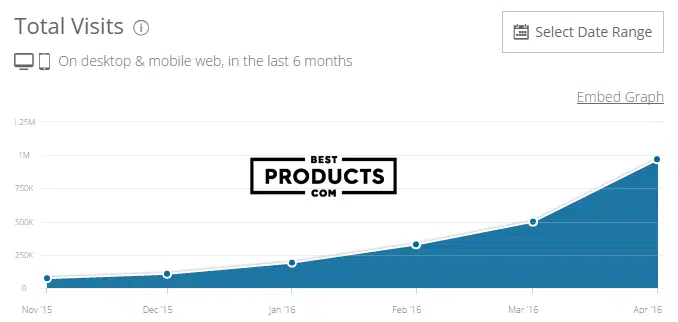 Total Visits
Select Date Range
On desktop & mobile web, in the last 6 months
Embed Graph
1.25M
1M
750K
500K
250K
0
BEST
PRODUCTS
COM
Nov '15
Dec '15
Jan '16
Feb '16
Mar '16
Apr '16